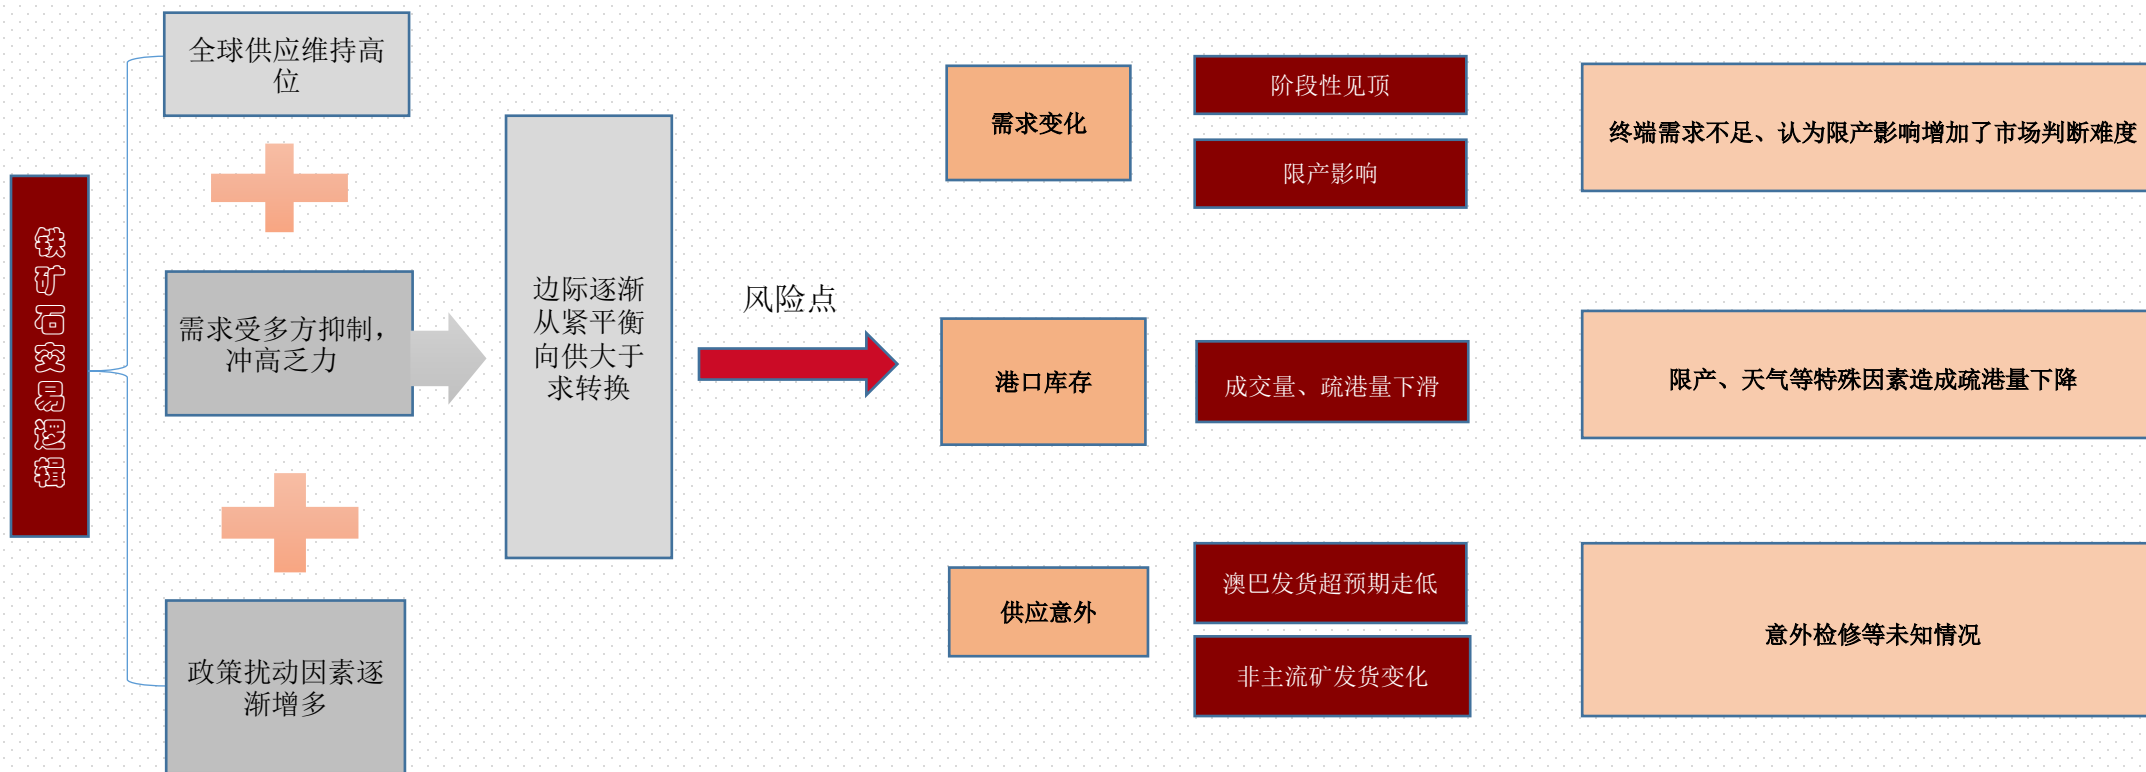 铁矿石交易逻辑
全球供应维持高
位
需求受多方抑制，
冲高乏力
政策扰动因素逐
渐增多
边际逐渐
从紧平衡
向供大于
求转换
风险点
需求变化
阶段性见顶
限产影响
终端需求不足、认为限产影响增加了市场判断难度
港口库存
成交量、疏港量下滑
限产、天气等特殊因素造成疏港量下降
供应意外
澳巴发货超预期走低
非主流矿发货变化
意外检修等未知情况